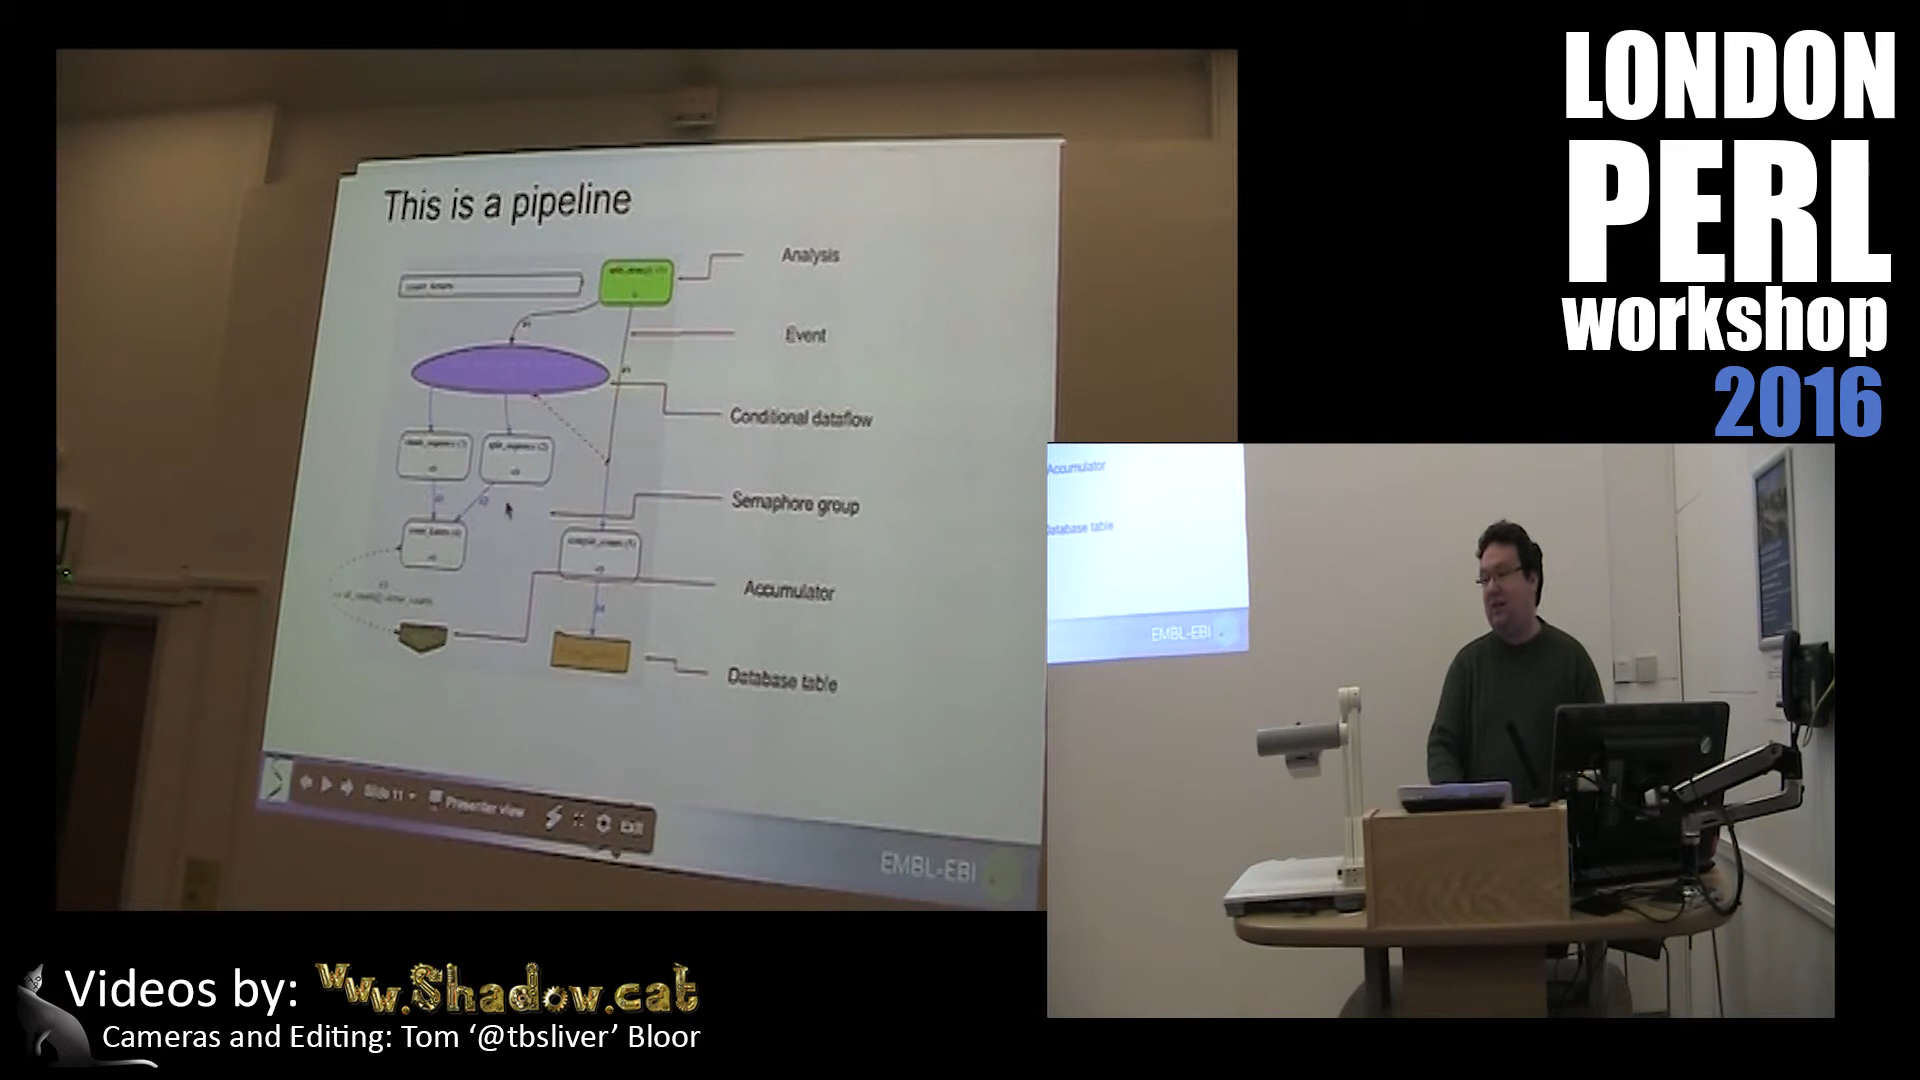 This is a pipeline
Analysis
Event
Conditional dataflow
Semaphore group
Accumulator
Database table
Slide 11
Presenter view
Exit
EMBL-EBI
LONDON
PERL
workshop
2016
Accumulator
Database table
EMBL-EBI
Videos by: www.Shadow.cat
Cameras and Editing: Tom ‘@tbsliver’ Bloor